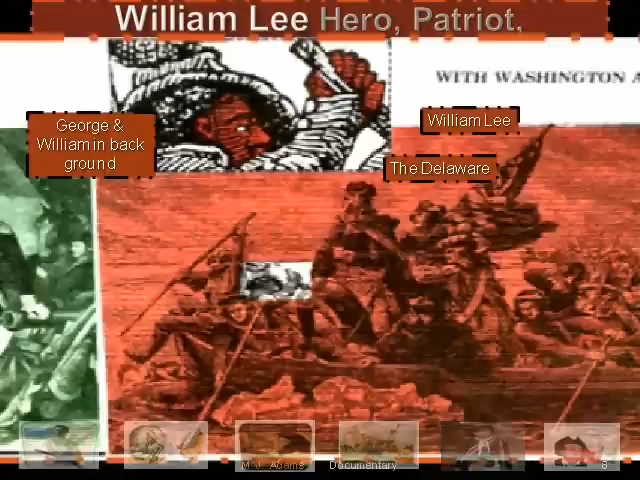 William Lee Hero, Patriot.
WITH WASHINGTON A
William Lee
George &
William in back
ground
The Delaware
M. J. Adams Documentary 8